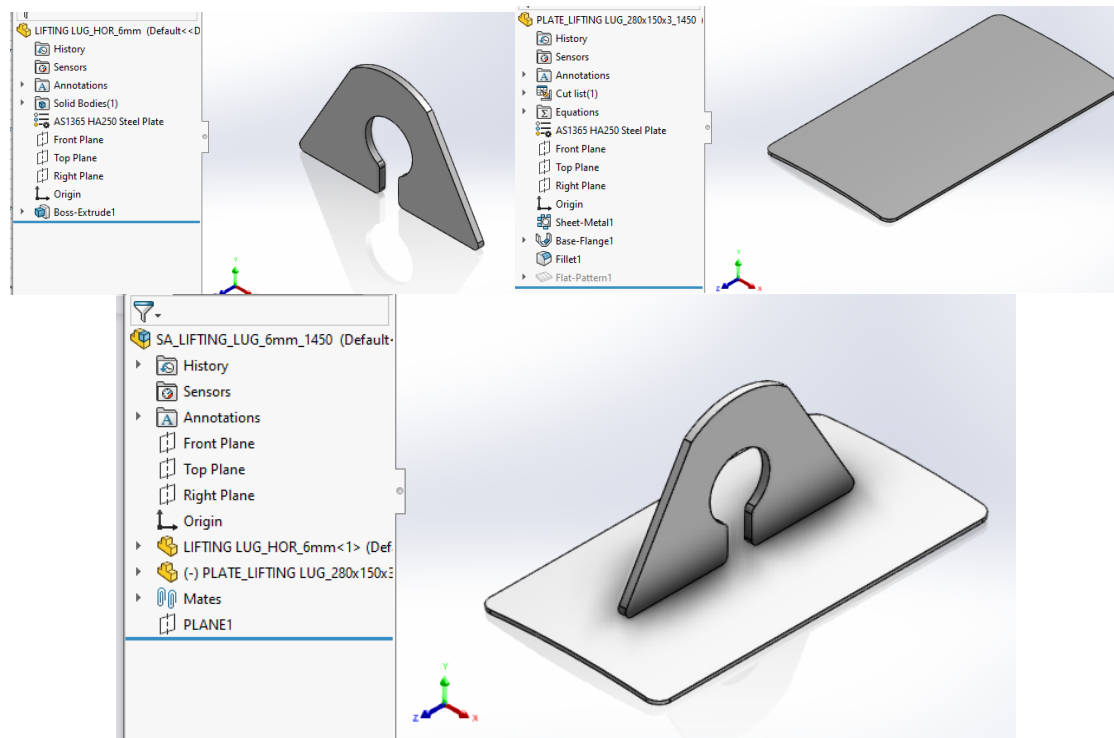 LIFTING LUG_HOR_6mm (Default<<D
History
Sensors
Annotations
Solid Bodies(1)
AS1365 HA250 Steel Plate
Front Plane
Top Plane
Right Plane
Origin
Boss-Extrude1
PLATE_LIFTING LUG_280x150x3_1450 (
History
Sensors
Annotations
Cut list(1)
Equations
AS1365 HA250 Steel Plate
Front Plane
Top Plane
Right Plane
Origin
Sheet-Metal1
Base-Flange1
Fillet1
Flat-Pattern1
Y
Z
X
Y
Z
X
SA_LIFTING_LUG_6mm_1450 (Default
History
Sensors
Annotations
Front Plane
Top Plane
Right Plane
Origin
LIFTING LUG_HOR_6mm<1> (Def
(-) PLATE_LIFTING LUG_280x150x3
Mates
PLANE1
Y
Z
X